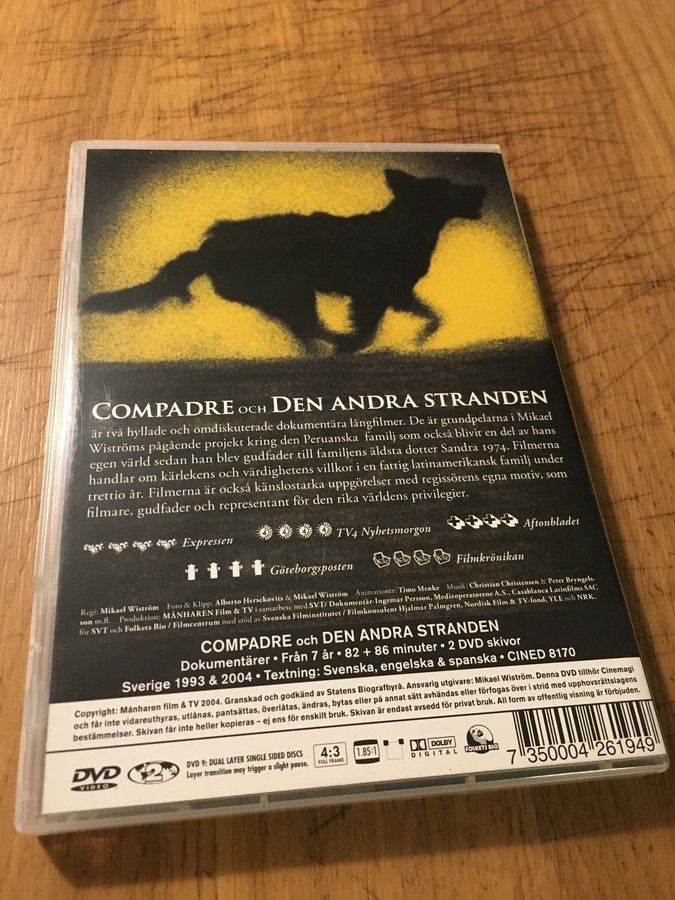 COMPADRE OCH DEN ANDRA STRANDEN
är två hyllade och omdiskuterade dokumentära långfilmer. De är grundpelarna i Mikael
Wiströms pågående projekt kring den Peruanska familj som också blivit en del av hans
egen värld sedan han blev gudfader till familjens äldsta dotter Sandra 1974. Filmerna
handlar om kärlekens och värdighetens villkor i en fattig latinamerikansk familj under
trettio år. Filmerna är också känslostarka uppgörelser med regissörens egna motiv, som
filmare, gudfader och representant för den rika världens privilegier.
Expressen TV4 Nyhetsmorgon Aftonbladet
Göteborgsposten Filmkrönikan
Regi: Mikael Wiström Foto & Klipp: Alberto Herskovits & Mikael Wiström Animationer: Timo Menke Musik: Christian Christensen & Peter Bryngels-
son m.fl. Produktion: MÅNHAREN Film & TV i samarbete med SVT/ Dokumentär-Ingemar Persson, Medieoperatørene A.S., Casablanca Latinfilms SAC
för SVT och Folkets Bio / Filmcentrum med stöd av Svenska Filminstitutet / Filmkonsulent Hjalmar Palmgren, Nordisk Film & TV-fond, YLE och NRK.
COMPADRE och DEN ANDRA STRANDEN
Dokumentärer • Från 7 år • 82 + 86 minuter • 2 DVD skivor
Sverige 1993 & 2004 • Textning: Svenska, engelska & spanska • CINED 8170
Copyright: Månharen film & TV 2004. Granskad och godkänd av Statens Biografbyrå. Ansvarig utgivare: Mikael Wiström. Denna DVD tillhör Cinemagi
och får inte vidareuthyras, utlånas, pantsättas, överlåtas, ändras, bytas eller på annat sätt avhändas eller förfogas över i strid med upphovsrättslagens
bestämmelser. Skivan får inte heller kopieras – ej ens för enskilt bruk. Skivan är endast avsedd för privat bruk. All form av offentlig visning är förbjuden.
DVD VIDEO 2 DVD 9: DUAL LAYER SINGLE SIDED DISCS
Layer transition may trigger a slight pause.
4:3 FULL FRAME 1.85:1 DOLBY DIGITAL FOLKETS BIO 7 350004 261949